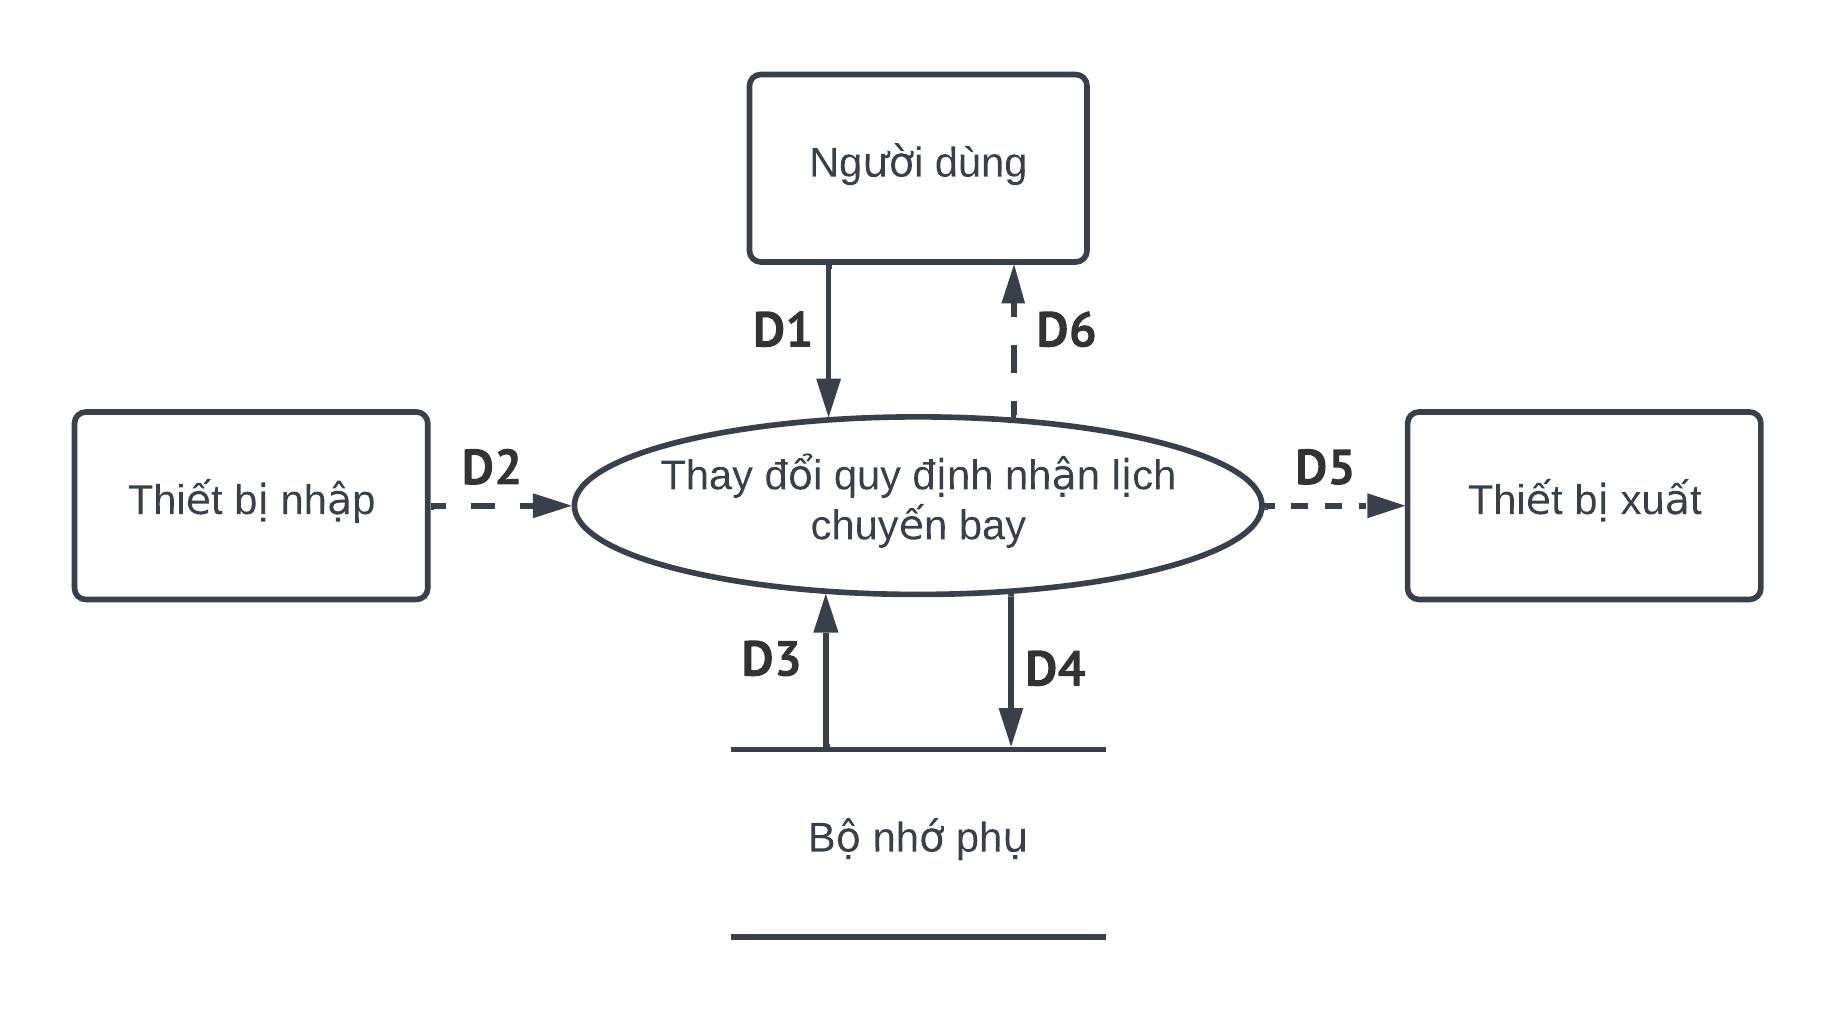 Người dùng
D1
D6
Thiết bị nhập
D2
Thay đổi quy định nhận lịch
chuyến bay
D5
Thiết bị xuất
D3
D4
Bộ nhớ phụ